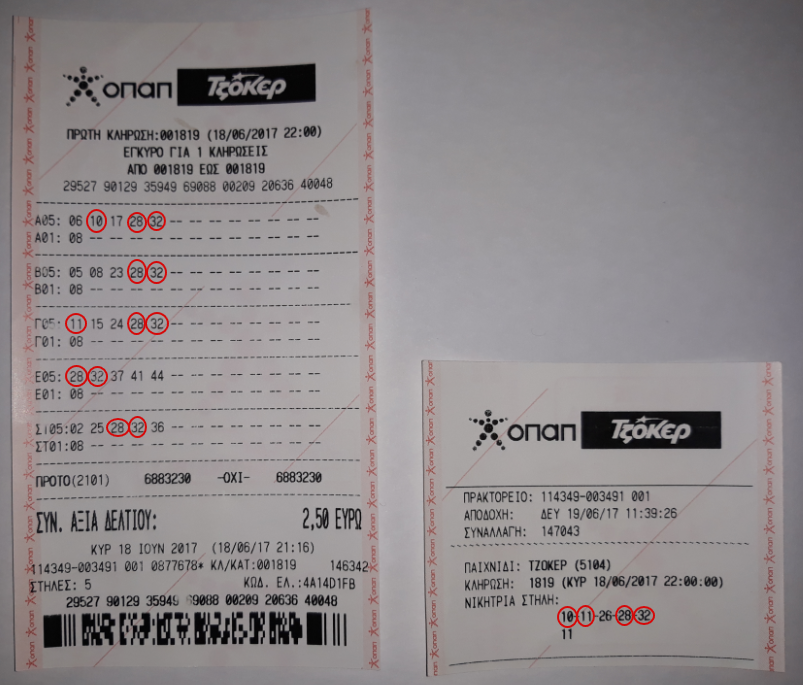 οπαπ ΤζόΚερ
ΠΡΩΤΗ ΚΛΗΡΩΣΗ:001819 (18/06/2017 22:00)
ΕΓΚΥΡΟ ΓΙΑ 1 ΚΛΗΡΩΣΕΙΣ
ΑΠΟ 001819 ΕΩΣ 001819
29527 90129 35949 69088 00209 20636 40048
Α05: 06 10 17 28 32 -- -- -- -- -- -- --
Α01: 08 -- -- -- -- -- -- -- -- -- -- --
Β05: 05 08 23 28 32 -- -- -- -- -- -- --
Β01: 08 -- -- -- -- -- -- -- -- -- -- --
Γ05: 11 15 24 28 32 -- -- -- -- -- -- --
Γ01: 08 -- -- -- -- -- -- -- -- -- -- --
Ε05: 28 32 37 41 44 -- -- -- -- -- -- --
Ε01: 08 -- -- -- -- -- -- -- -- -- -- --
ΣΤ05:02 25 28 32 36 -- -- -- -- -- -- --
ΣΤ01:08 -- -- -- -- -- -- -- -- -- -- --
ΠΡΟΤΟ(2101) 6883230 -ΟΧΙ- 6883230
ΣΥΝ. ΑΞΙΑ ΔΕΛΤΙΟΥ: 2,50 ΕΥΡΩ
ΚΥΡ 18 ΙΟΥΝ 2017 (18/06/17 21:16)
114349-003491 001 0877678* ΚΛ/ΚΑΤ:001819 146342
ΣΤΗΛΕΣ: 5 ΚΩΔ. ΕΛ.:4A14D1FB
29527 90129 35949 69088 00209 20636 40048
οπαπ ΤζόΚερ
ΠΡΑΚΤΟΡΕΙΟ: 114349-003491 001
ΑΠΟΔΟΧΗ: ΔΕΥ 19/06/17 11:39:26
ΣΥΝΑΛΛΑΓΗ: 147043
ΠΑΙΧΝΙΔΙ: ΤΖΟΚΕΡ (5104)
ΚΛΗΡΩΣΗ: 1819 (ΚΥΡ 18/06/2017 22:00:00)
ΝΙΚΗΤΡΙΑ ΣΤΗΛΗ:
10-11-26-28-32
11